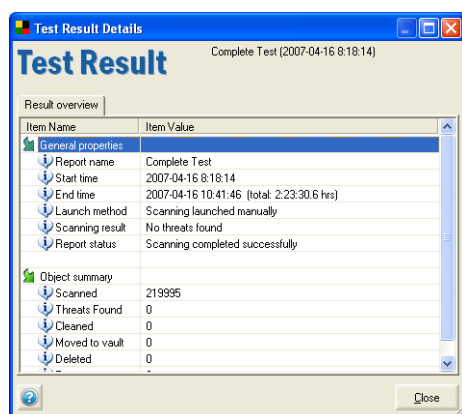 Test Result Details
Test Result
Complete Test (2007-04-16 8:18:14)
Result overview
Item Name Item Value
General properties
Report name Complete Test
Start time 2007-04-16 8:18:14
End time 2007-04-16 10:41:46 (total: 2:23:30.6 hrs)
Launch method Scanning launched manually
Scanning result No threats found
Report status Scanning completed successfully
Object summary
Scanned 219995
Threats Found 0
Cleaned 0
Moved to vault 0
Deleted 0
Close